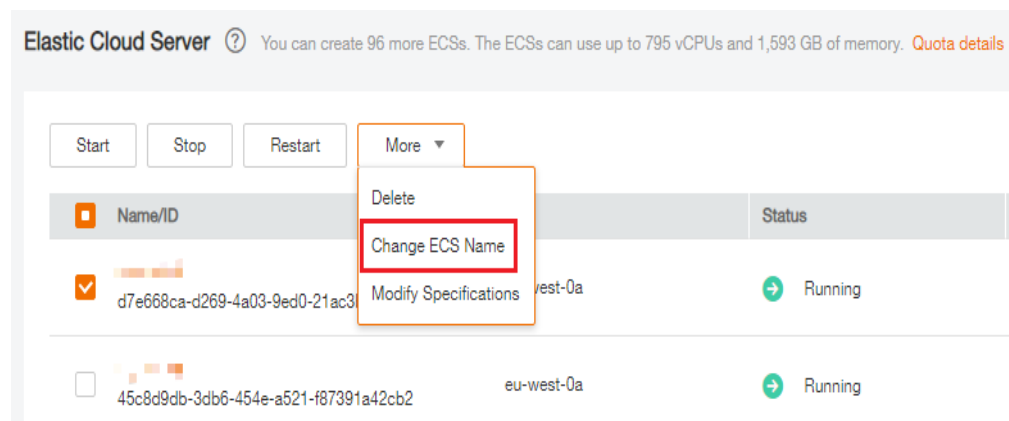 Elastic Cloud Server ? You can create 96 more ECSs. The ECSs can use up to 795 vCPUs and 1,593 GB of memory. Quota details
Start Stop Restart More
Delete
Name/ID Status
Change ECS Name
d7e668ca-d269-4a03-9ed0-21ac3 Modify Specifications west-0a Running
45c8d9db-3db6-454e-a521-f87391a42cb2 eu-west-0a Running